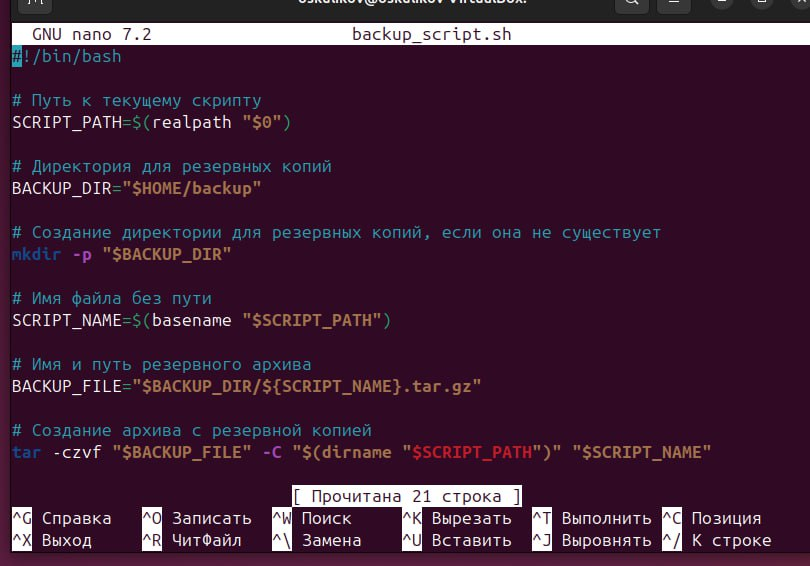 GNU nano 7.2 backup_script.sh
#!/bin/bash
# Путь к текущему скрипту
SCRIPT_PATH=$(realpath "$0")
# Директория для резервных копий
BACKUP_DIR="$HOME/backup"
# Создание директории для резервных копий, если она не существует
mkdir -p "$BACKUP_DIR"
# Имя файла без пути
SCRIPT_NAME=$(basename "$SCRIPT_PATH")
# Имя и путь резервного архива
BACKUP_FILE="$BACKUP_DIR/${SCRIPT_NAME}.tar.gz"
# Создание архива с резервной копией
tar -czvf "$BACKUP_FILE" -C "$(dirname "$SCRIPT_PATH")" "$SCRIPT_NAME"
[ Прочитана 21 строка ]
^G Справка ^O Записать ^W Поиск ^K Вырезать ^T Выполнить ^C Позиция
^X Выход ^R ЧитФайл ^\ Замена ^U Вставить ^J Выровнять ^/ К строке